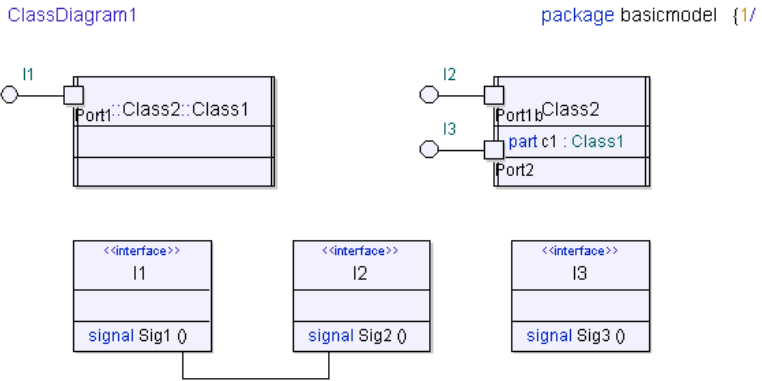 ClassDiagram1
package basicmodel {1/
I1
I2
Port1
::Class2::Class1
Port1b
Class2
I3
part c1 : Class1
Port2
<<interface>>
I1
signal Sig1 ()
<<interface>>
I2
signal Sig2 ()
<<interface>>
I3
signal Sig3 ()